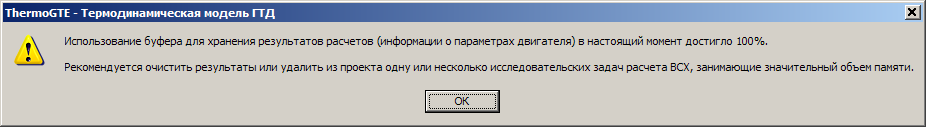 ThermoGTE - Термодинамическая модель ГТД
Использование буфера для хранения результатов расчетов (информации о параметрах двигателя) в настоящий момент достигло 100%.
Рекомендуется очистить результаты или удалить из проекта одну или несколько исследовательских задач расчета ВСХ, занимающие значительный объем памяти.
OK